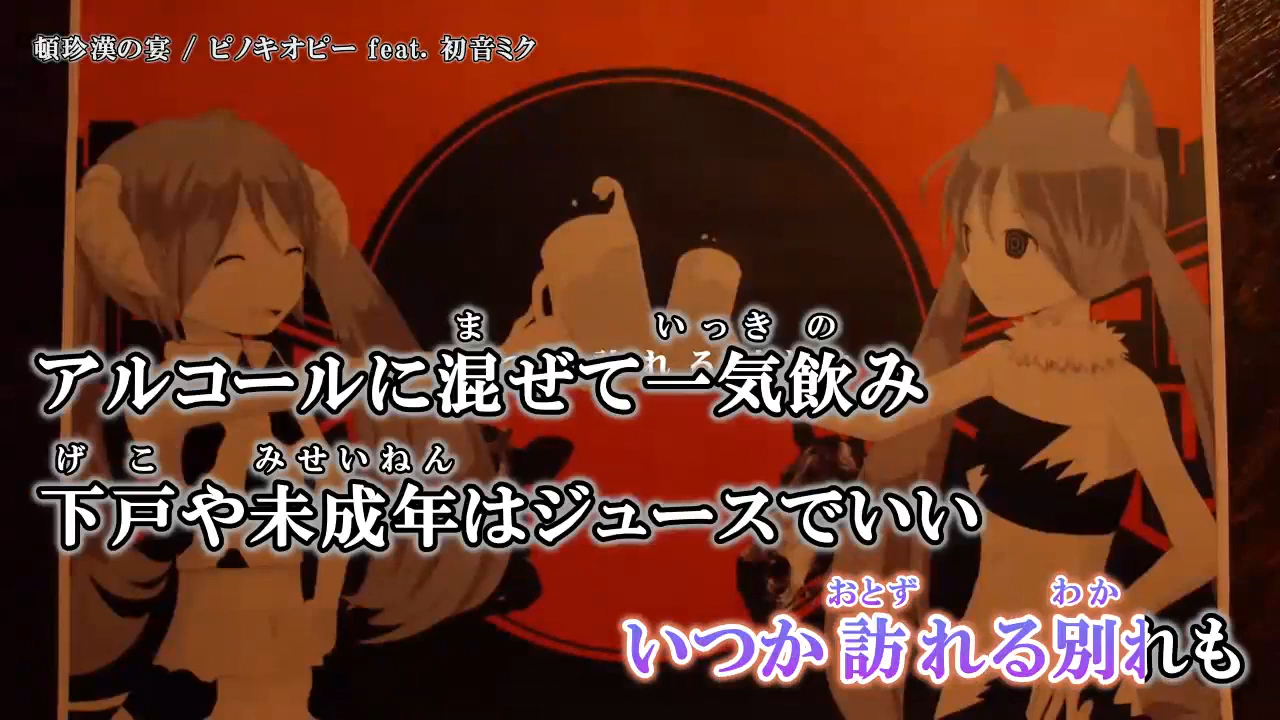 頓珍漢の宴 / ピノキオピー feat. 初音ミク
ま いっき の
アルコールに混ぜて一気飲み
げこ みせいねん
下戸や未成年はジュースでいい
おとず わか
いつか訪れる別れも